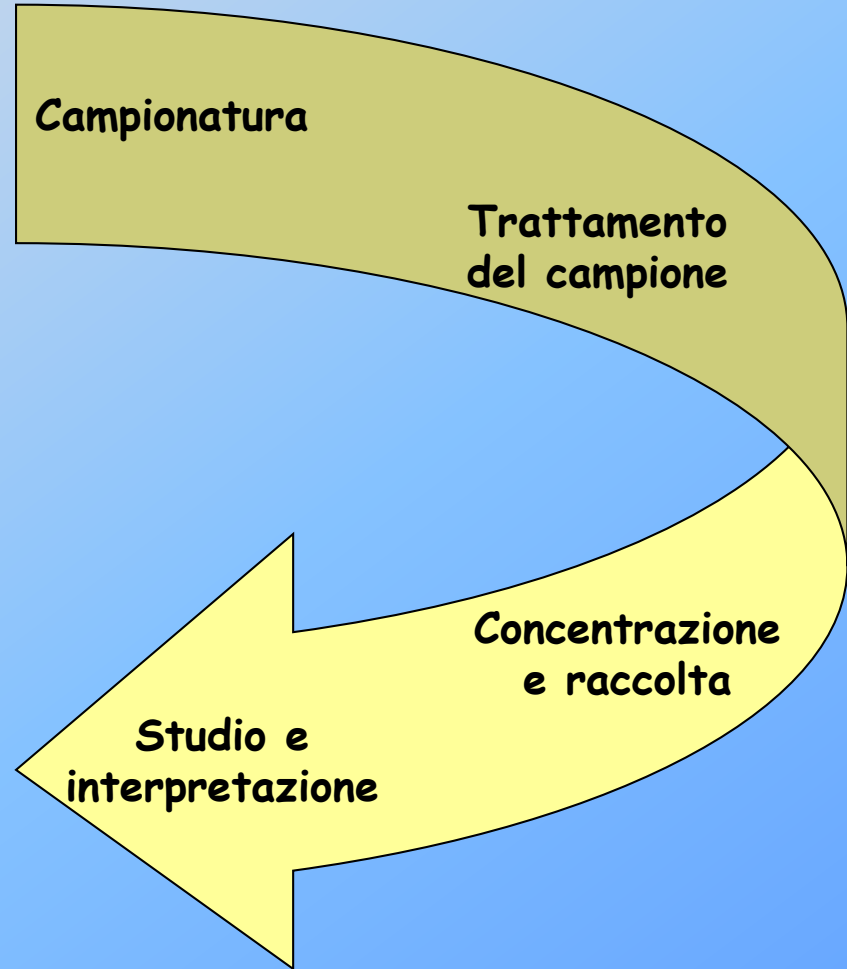 Campionatura
Trattamento
del campione
Concentrazione
e raccolta
Studio e
interpretazione